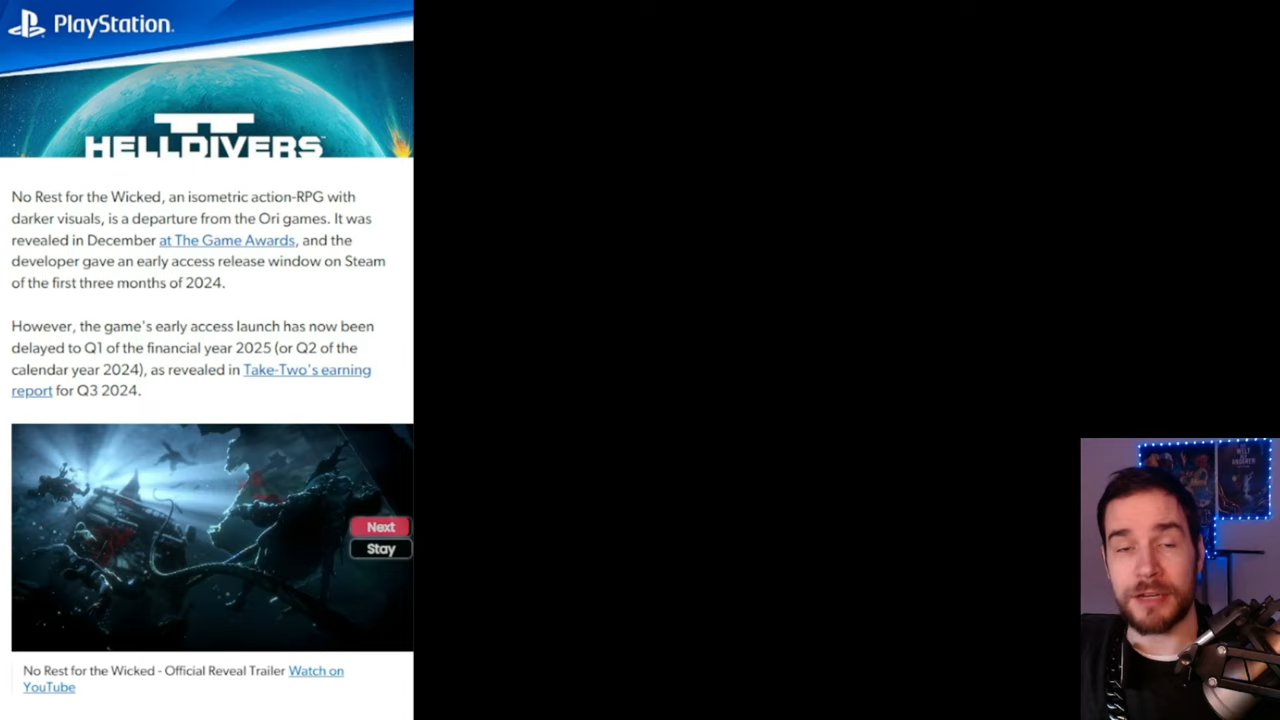 PlayStation.
HELLDIVERS
No Rest for the Wicked, an isometric action-RPG with
darker visuals, is a departure from the Ori games. It was
revealed in December at The Game Awards, and the
developer gave an early access release window on Steam
of the first three months of 2024.
However, the game's early access launch has now been
delayed to Q1 of the financial year 2025 (or Q2 of the
calendar year 2024), as revealed in Take-Two's earning
report for Q3 2024.
Next
Stay
No Rest for the Wicked - Official Reveal Trailer Watch on
YouTube